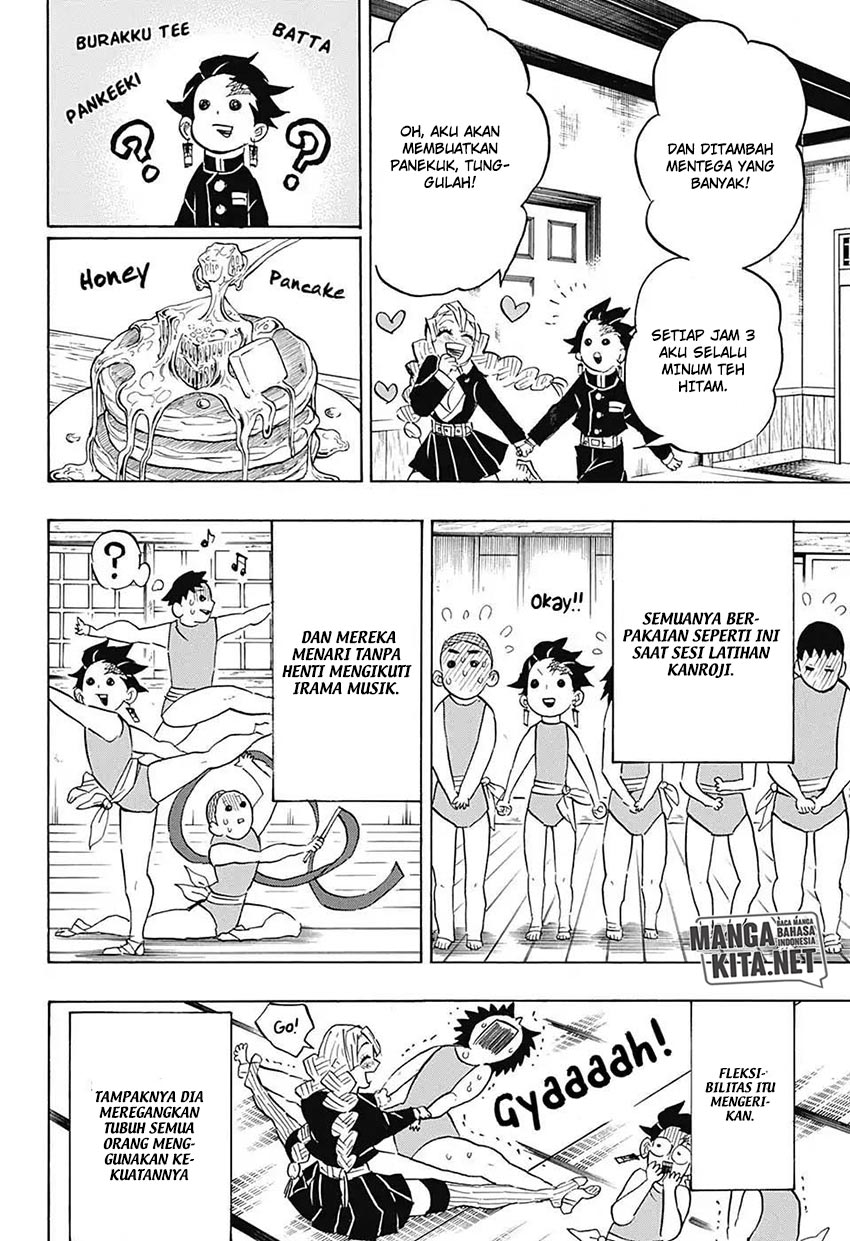 DAN DITAMBAH
MENTEGA YANG
BANYAK!
SETIAP JAM 3
AKU SELALU
MINUM TEH
HITAM.
OH, AKU AKAN
MEMBUATKAN
PANEKUK, TUNG-
GULAH!
BURAKKU TEE
BATTA
PANKEEKI
? ?
Honey
Pancake
SEMUANYA BER-
PAKAIAN SEPERTI INI
SAAT SESI LATIHAN
KANROJI.
Okay!!
DAN MEREKA
MENARI TANPA
HENTI MENGIKUTI
IRAMA MUSIK.
?
MANGA
KITA.NET
BACA MANGA
BAHASA
INDONESIA
FLEKSI-
BILITAS ITU
MENGERI-
KAN.
Gyaaaaah!
Go!
TAMPAKNYA DIA
MEREGANGKAN
TUBUH SEMUA
ORANG MENG-
GUNAKAN KE-
KUATANNYA